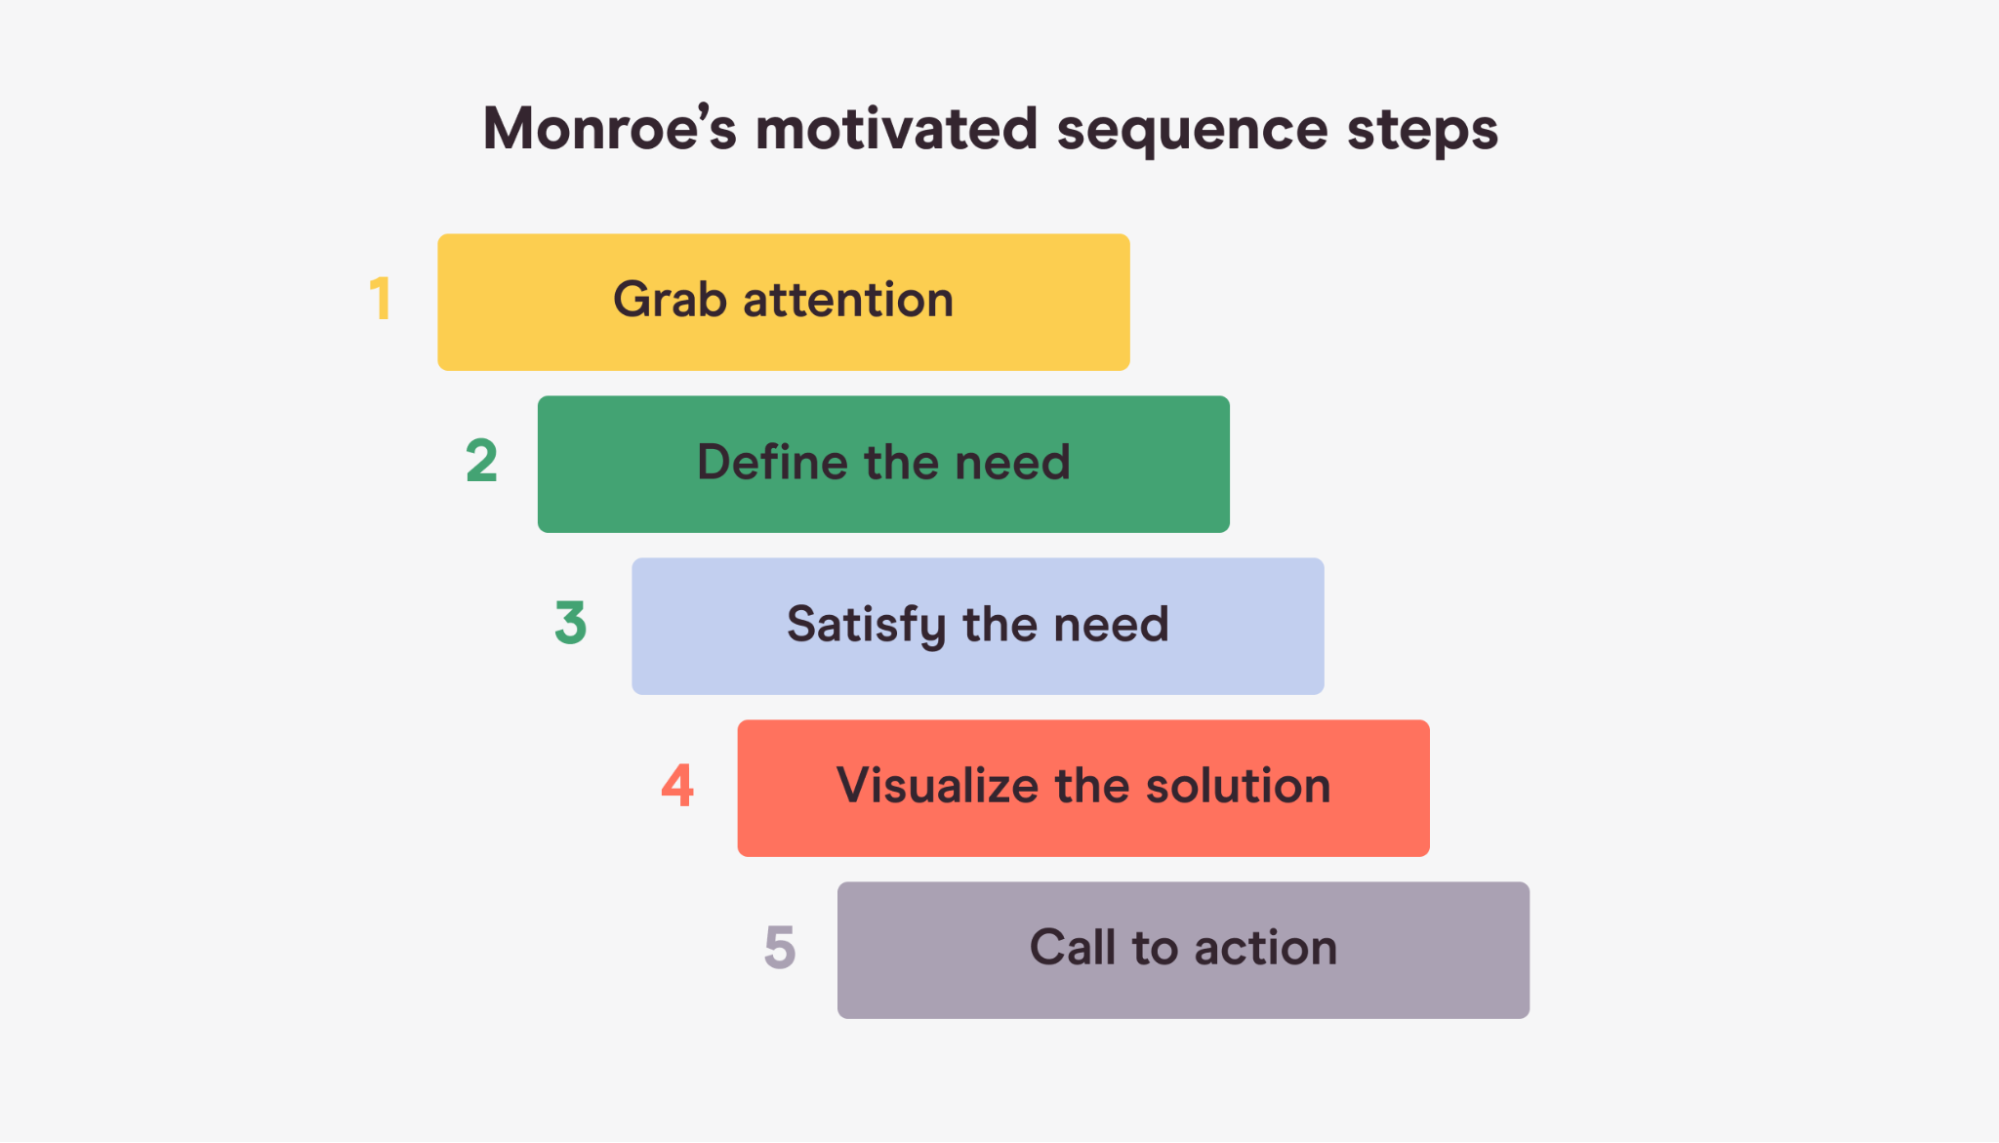 Monroe’s motivated sequence steps
1 Grab attention
2 Define the need
3 Satisfy the need
4 Visualize the solution
5 Call to action